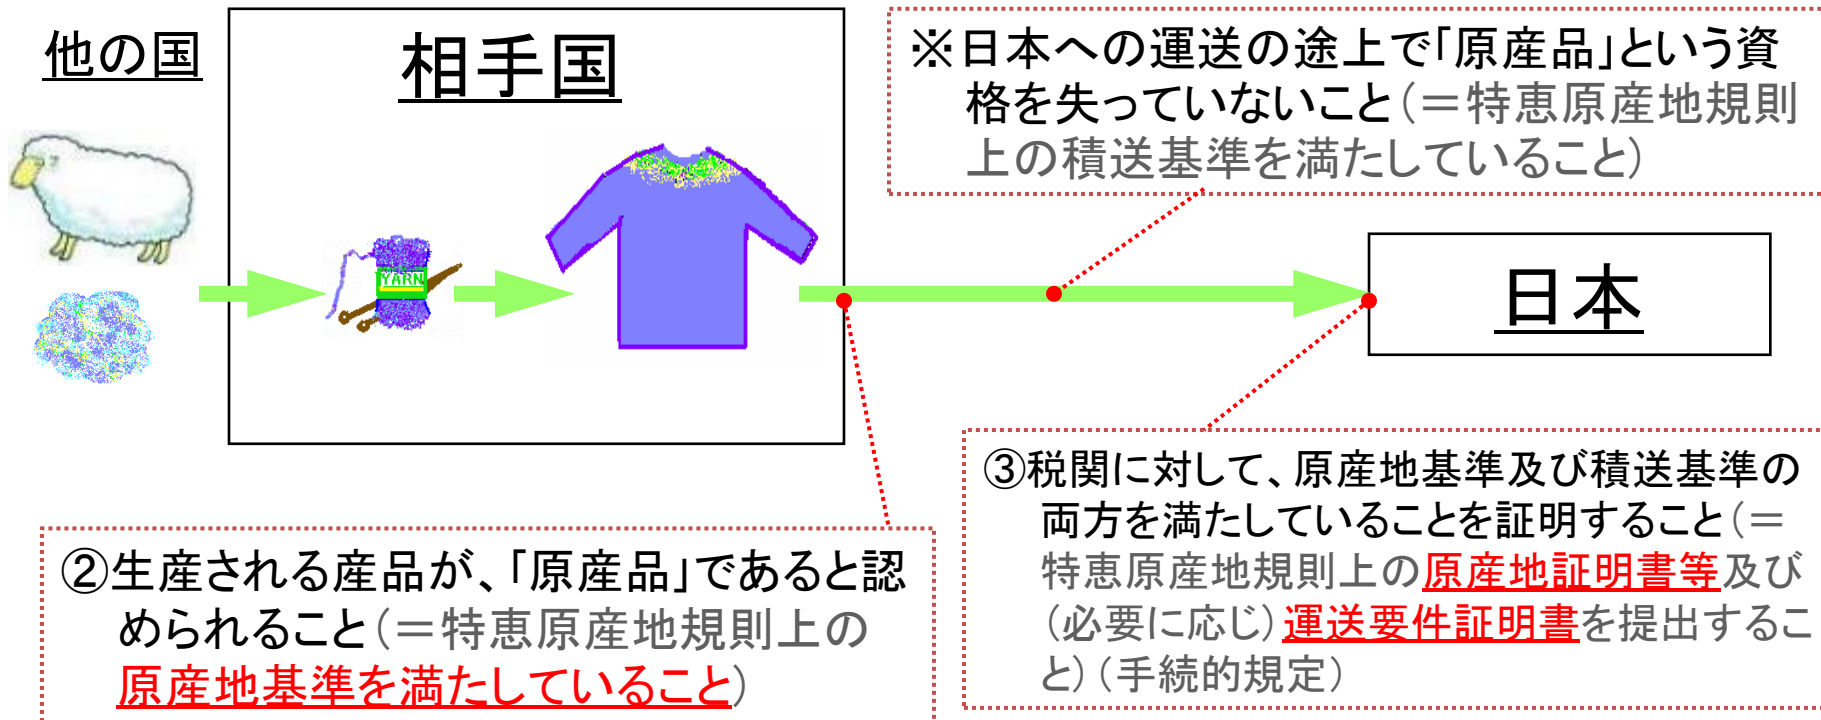 他の国
相手国
※日本への運送の途上で「原産品」という資
格を失っていないこと（＝特恵原産地規則
上の積送基準を満たしていること）
YARN
日本
②生産される産品が、「原産品」であると認
められること（＝特恵原産地規則上の
原産地基準を満たしていること）
③税関に対して、原産地基準及び積送基準の
両方を満たしていることを証明すること（＝
特恵原産地規則上の原産地証明書等及び
（必要に応じ）運送要件証明書を提出するこ
と）（手続的規定）